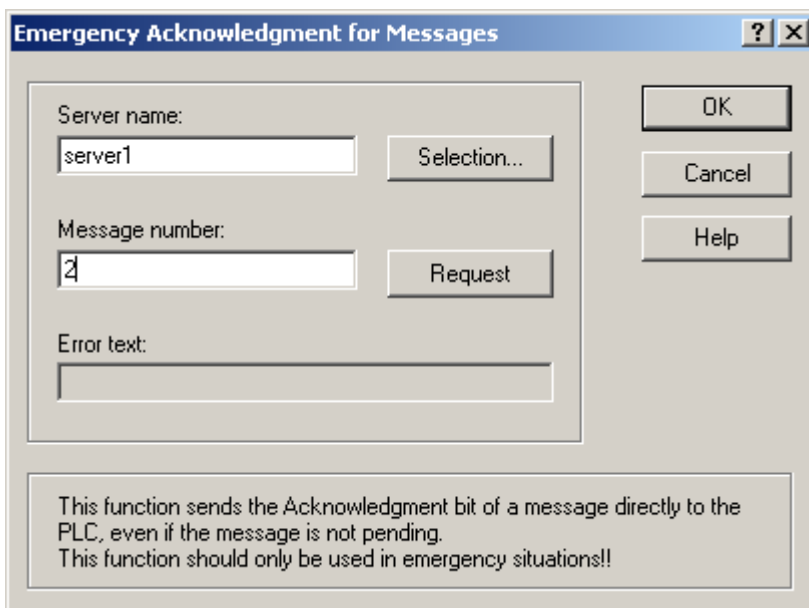 Emergency Acknowledgment for Messages
Server name:
server1
Selection...
Message number:
2
Request
Error text:
OK
Cancel
Help
This function sends the Acknowledgment bit of a message directly to the
PLC, even if the message is not pending.
This function should only be used in emergency situations!!